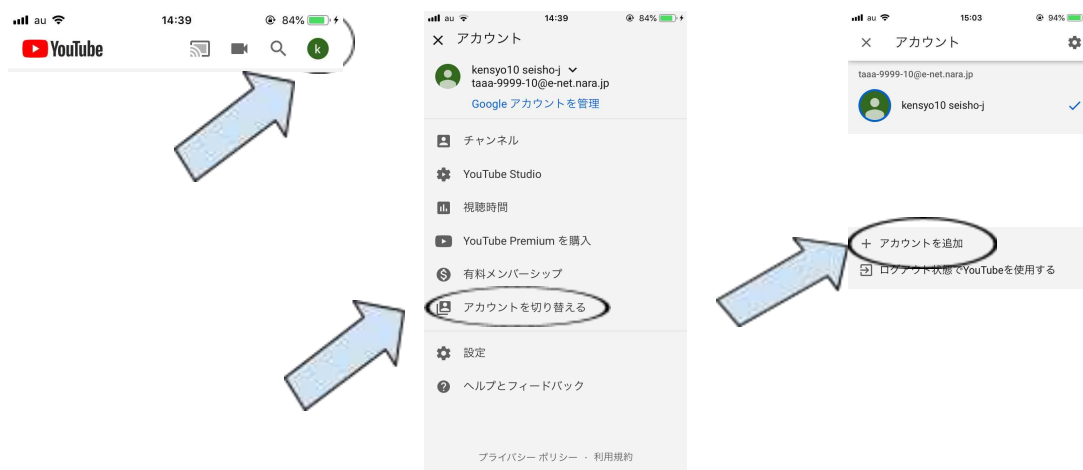 au 14:39 84%
YouTube k
au 14:39 84%
アカウント
kensyo10 seisho-j
taaa-9999-10@e-net.nara.jp
Google アカウントを管理
チャンネル
YouTube Studio
視聴時間
YouTube Premium を購入
有料メンバーシップ
アカウントを切り替える
設定
ヘルプとフィードバック
プライバシー ポリシー · 利用規約
au 15:03 94%
アカウント
taaa-9999-10@e-net.nara.jp
kensyo10 seisho-j
アカウントを追加
ログアウト状態でYouTubeを使用する